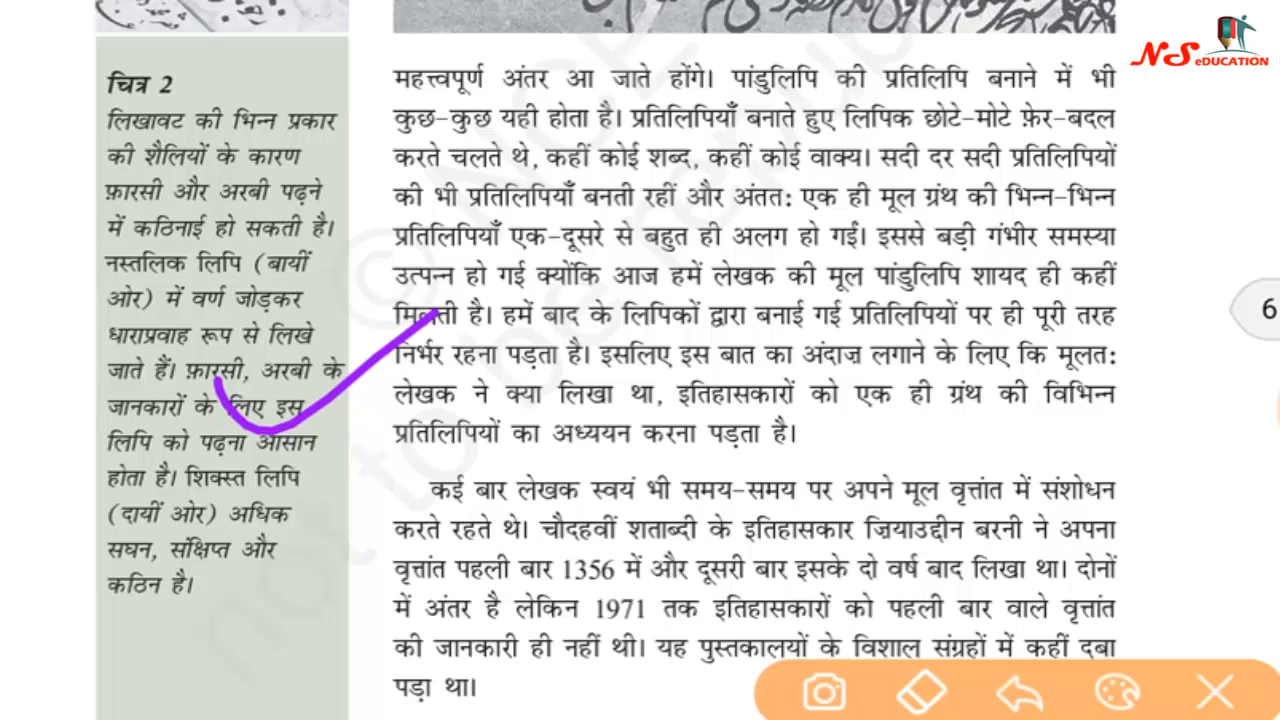 NS eDUCATION
चित्र 2
लिखावट की भिन्न प्रकार
की शैलियों के कारण
फ़ारसी और अरबी पढ़ने
में कठिनाई हो सकती है।
नस्तलिक लिपि (बायीं
ओर) में वर्ण जोड़कर
धाराप्रवाह रूप से लिखे
जाते हैं। फ़ारसी, अरबी के
जानकारों के लिए इस
लिपि को पढ़ना आसान
होता है। शिक्स्त लिपि
(दायीं ओर) अधिक
सघन, संक्षिप्त और
कठिन है।
महत्त्वपूर्ण अंतर आ जाते होंगे। पांडुलिपि की प्रतिलिपि बनाने में भी
कुछ-कुछ यही होता है। प्रतिलिपियाँ बनाते हुए लिपिक छोटे-मोटे फ़ेर-बदल
करते चलते थे, कहीं कोई शब्द, कहीं कोई वाक्य। सदी दर सदी प्रतिलिपियों
की भी प्रतिलिपियाँ बनती रहीं और अंतत: एक ही मूल ग्रंथ की भिन्न-भिन्न
प्रतिलिपियाँ एक-दूसरे से बहुत ही अलग हो गईं। इससे बड़ी गंभीर समस्या
उत्पन्न हो गई क्योंकि आज हमें लेखक की मूल पांडुलिपि शायद ही कहीं
मिलती है। हमें बाद के लिपिकों द्वारा बनाई गई प्रतिलिपियों पर ही पूरी तरह
निर्भर रहना पड़ता है। इसलिए इस बात का अंदाज़ लगाने के लिए कि मूलत:
लेखक ने क्या लिखा था, इतिहासकारों को एक ही ग्रंथ की विभिन्न
प्रतिलिपियों का अध्ययन करना पड़ता है।
कई बार लेखक स्वयं भी समय-समय पर अपने मूल वृत्तांत में संशोधन
करते रहते थे। चौदहवीं शताब्दी के इतिहासकार ज़ियाउद्दीन बरनी ने अपना
वृत्तांत पहली बार 1356 में और दूसरी बार इसके दो वर्ष बाद लिखा था। दोनों
में अंतर है लेकिन 1971 तक इतिहासकारों को पहली बार वाले वृत्तांत
की जानकारी ही नहीं थी। यह पुस्तकालयों के विशाल संग्रहों में कहीं दबा
पड़ा था।
6
not to be republ
© NCE